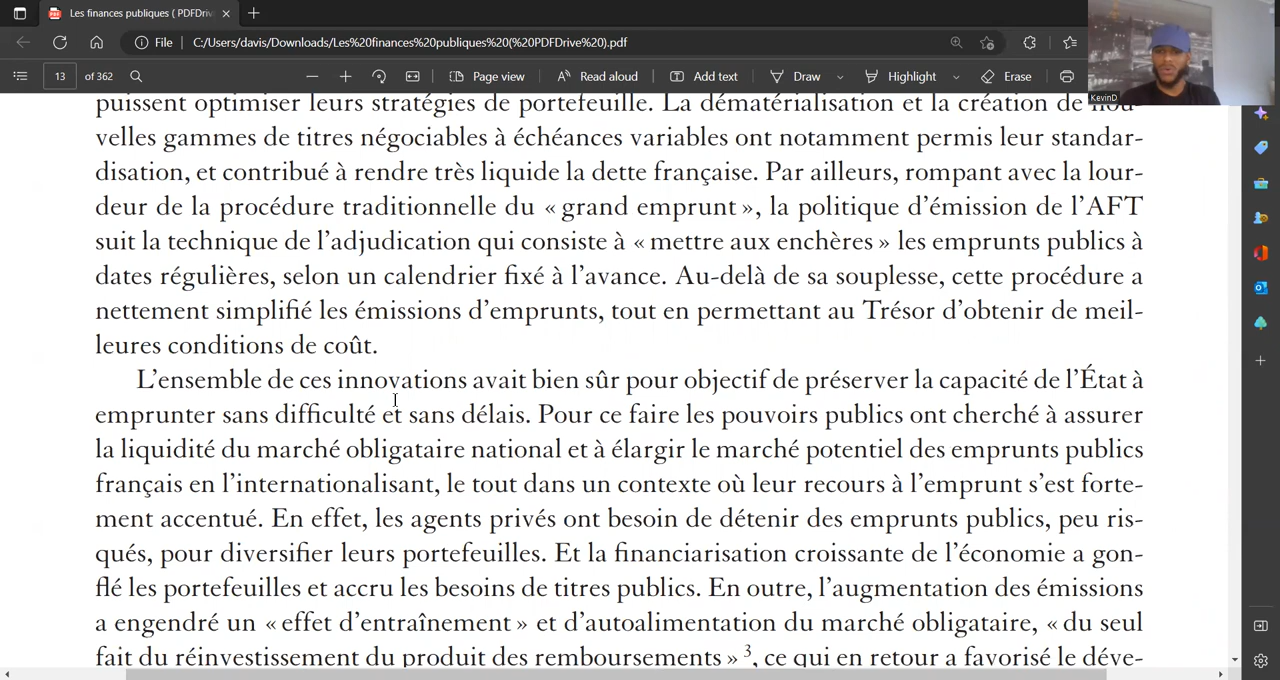 Les finances publiques ( PDFDriv
File
C:/Users/davis/Downloads/Les%20finances%20publiques%20(%20PDFDrive%20).pdf
13 of 362
Page view
Read aloud
Add text
Draw
Highlight
Erase
KevinD
puissent optimiser leurs stratégies de portefeuille. La dématérialisation et la création de nou-
velles gammes de titres négociables à échéances variables ont notamment permis leur standar-
disation, et contribué à rendre très liquide la dette française. Par ailleurs, rompant avec la lour-
deur de la procédure traditionnelle du « grand emprunt », la politique d'émission de l'AFT
suit la technique de l'adjudication qui consiste à « mettre aux enchères » les emprunts publics à
dates régulières, selon un calendrier fixé à l'avance. Au-delà de sa souplesse, cette procédure a
nettement simplifié les émissions d'emprunts, tout en permettant au Trésor d'obtenir de meil-
leures conditions de coût.
L'ensemble de ces innovations avait bien sûr pour objectif de préserver la capacité de l'État à
emprunter sans difficulté et sans délais. Pour ce faire les pouvoirs publics ont cherché à assurer
la liquidité du marché obligataire national et à élargir le marché potentiel des emprunts publics
français en l'internationalisant, le tout dans un contexte où leur recours à l'emprunt s'est forte-
ment accentué. En effet, les agents privés ont besoin de détenir des emprunts publics, peu ris-
qués, pour diversifier leurs portefeuilles. Et la financiarisation croissante de l'économie a gon-
flé les portefeuilles et accru les besoins de titres publics. En outre, l'augmentation des émissions
a engendré un « effet d'entraînement » et d'autoalimentation du marché obligataire, « du seul
fait du réinvestissement du produit des remboursements » 3, ce qui en retour a favorisé le déve-